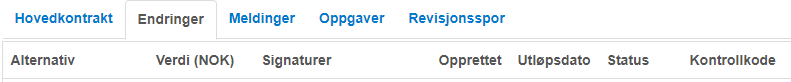 Hovedkontrakt Endringer Meldinger Oppgaver Revisjonsspor
Alternativ Verdi (NOK) Signaturer Opprettet Utløpsdato Status Kontrollkode